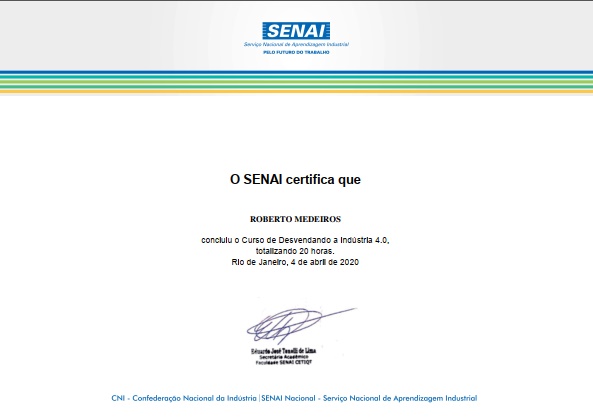 SENAI
Serviço Nacional de Aprendizagem Industrial
PELO FUTURO DO TRABALHO
O SENAI certifica que
ROBERTO MEDEIROS
concluiu o Curso de Desvendando a Indústria 4.0,
totalizando 20 horas.
Rio de Janeiro, 4 de abril de 2020
Eduardo José Tonelli de Lima
Secretário Acadêmico
Faculdade SENAI CETIQT
CNI - Confederação Nacional da Indústria | SENAI Nacional - Serviço Nacional de Aprendizagem Industrial